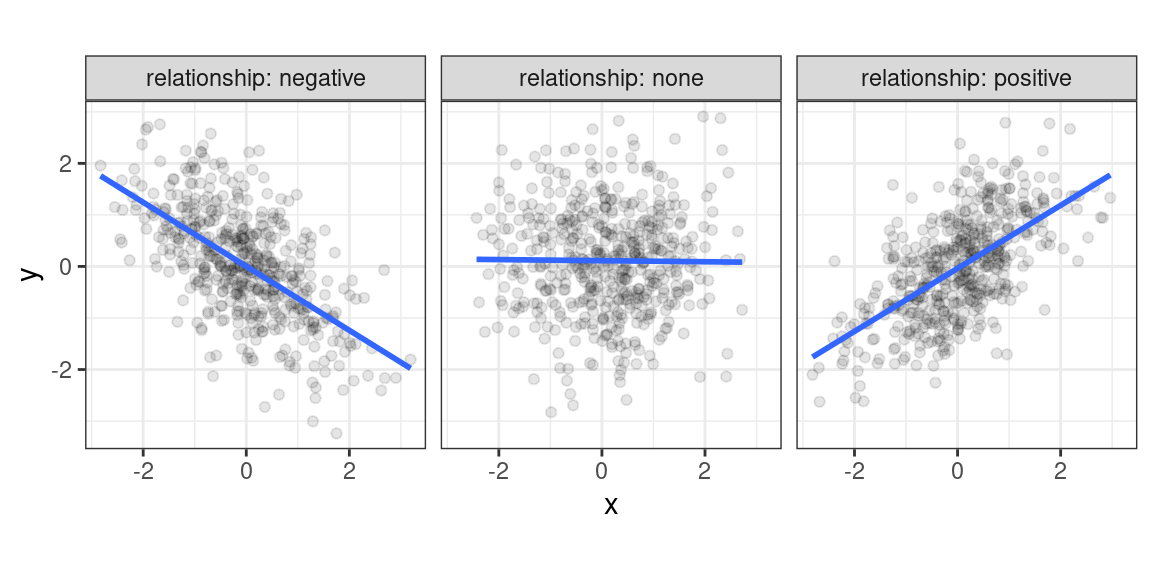 relationship: negative
relationship: none
relationship: positive
y
2
0
-2
-2 0 2
-2 0 2
-2 0 2
x